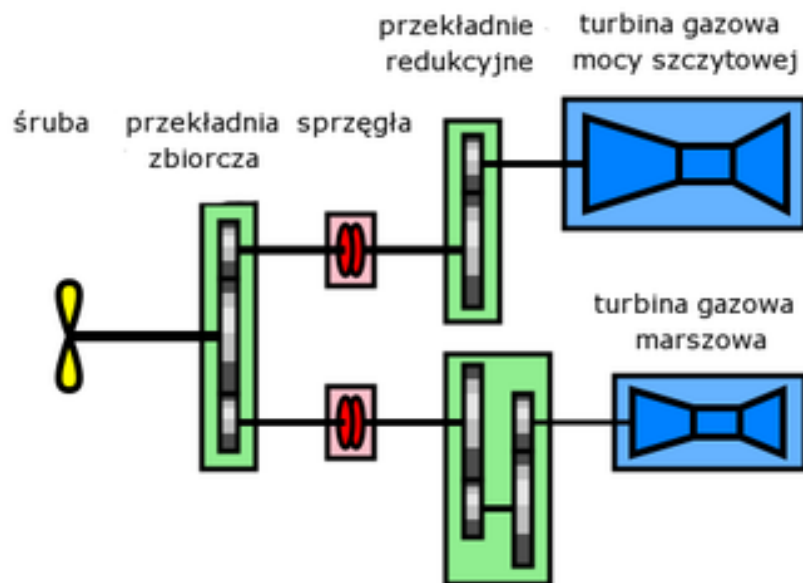 przekładnie
redukcyjne
turbina gazowa
mocy szczytowej
śruba
przekładnia
zbiorcza
sprzęgła
turbina gazowa
marszowa